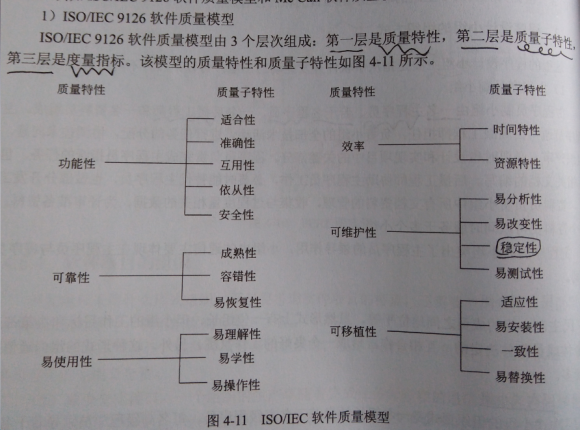 1）ISO/IEC 9126 软件质量模型
ISO/IEC 9126 软件质量模型由 3 个层次组成：第一层是质量特性，第二层是质量子特性，
第三层是度量指标。该模型的质量特性和质量子特性如图 4-11 所示。
质量特性 质量子特性 质量特性 质量子特性
功能性
适合性
准确性
互用性
依从性
安全性
可靠性
成熟性
容错性
易恢复性
易使用性
易理解性
易学性
易操作性
效率
时间特性
资源特性
可维护性
易分析性
易改变性
稳定性
易测试性
可移植性
适应性
易安装性
一致性
易替换性
图 4-11 ISO/IEC 软件质量模型